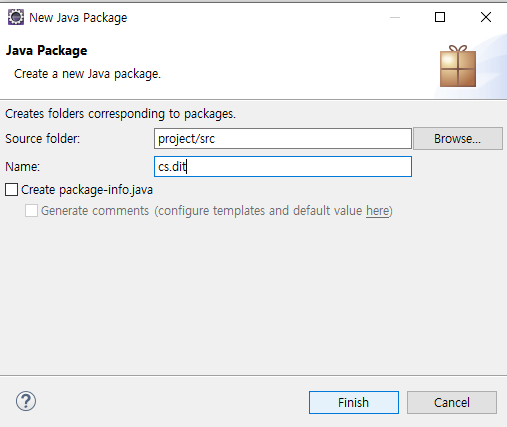 New Java Package
Java Package
Create a new Java package.
Creates folders corresponding to packages.
Source folder: project/src Browse...
Name: cs.dit
Create package-info.java
Generate comments (configure templates and default value here)
? Finish Cancel